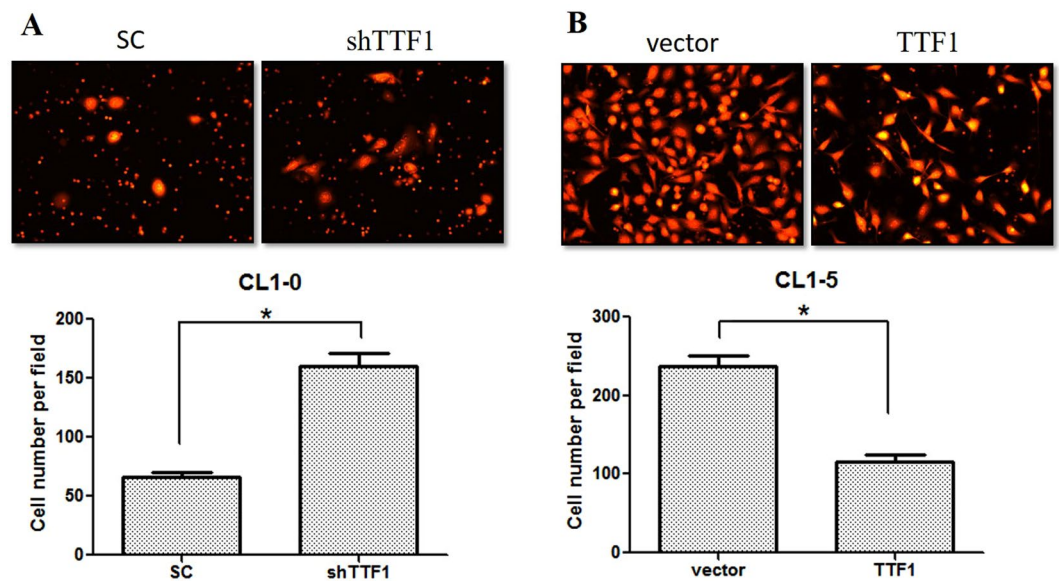 A
SC
shTTF1
CL1-0
Cell number per field
200
150
100
50
0
*
SC
shTTF1
B
vector
TTF1
CL1-5
Cell number per field
300
200
100
0
*
vector
TTF1